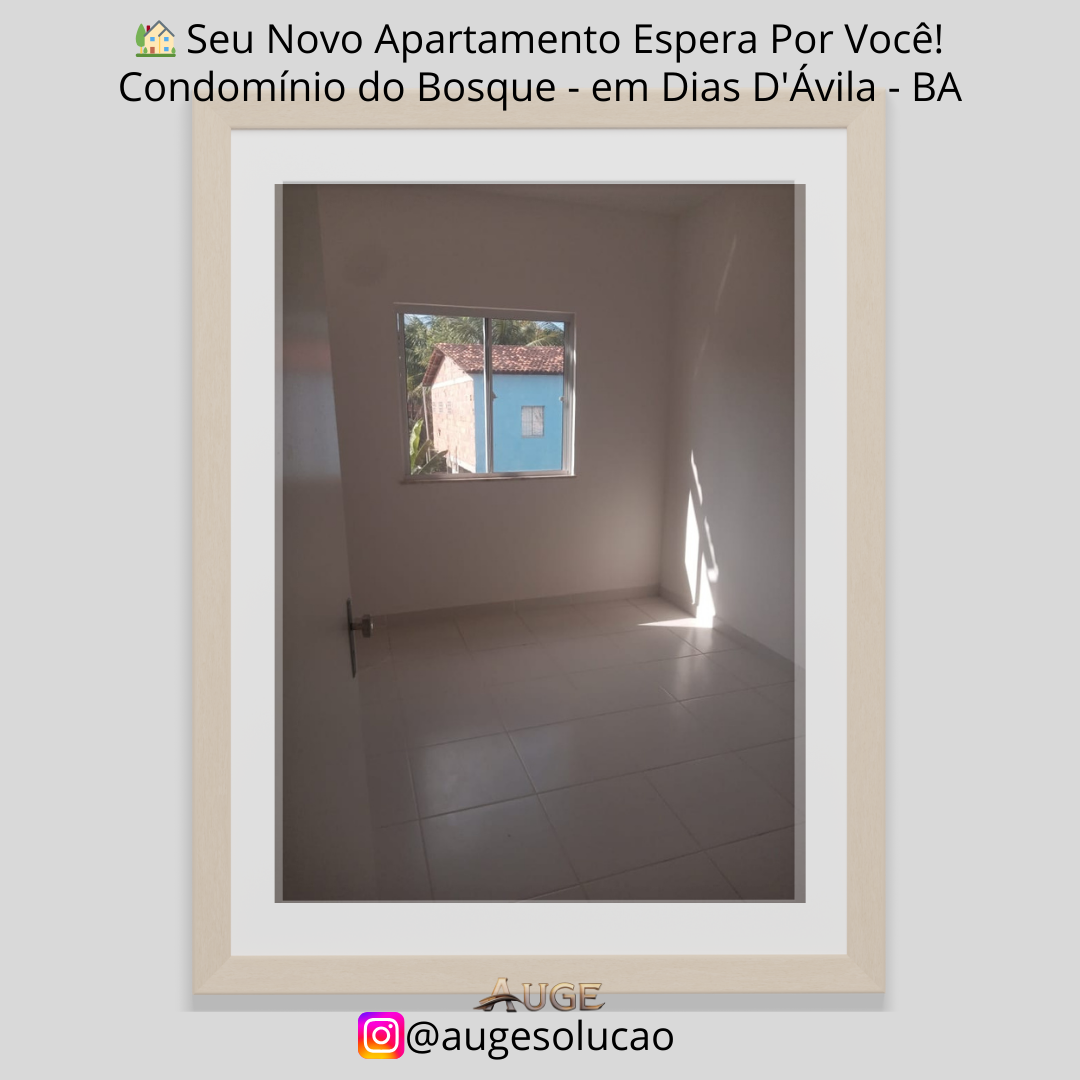 🏡 Seu Novo Apartamento Espera Por Você!
Condomínio do Bosque - em Dias D'Ávila - BA
AUGE
@augesolucao